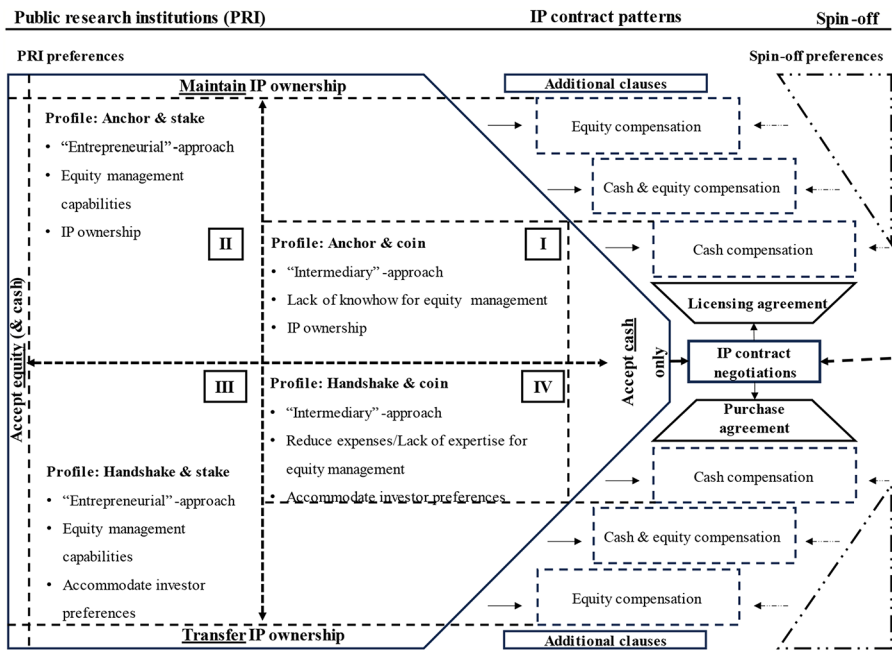 Public research institutions (PRI)
IP contract patterns
Spin-off
PRI preferences
Spin-off preferences
Maintain IP ownership
Additional clauses
Profile: Anchor & stake
• “Entrepreneurial”-approach
• Equity management
capabilities
• IP ownership
II
Equity compensation
Cash & equity compensation
Cash compensation
Profile: Anchor & coin
I
• “Intermediary”-approach
• Lack of knowhow for equity management
• IP ownership
Licensing agreement
Accept equity (& cash)
Accept cash
only
IP contract
negotiations
III
Profile: Handshake & coin
IV
• “Intermediary”-approach
• Reduce expenses/Lack of expertise for
equity management
• Accommodate investor preferences
Purchase
agreement
Profile: Handshake & stake
• “Entrepreneurial”-approach
• Equity management
capabilities
• Accommodate investor
preferences
Cash compensation
Cash & equity compensation
Equity compensation
Transfer IP ownership
Additional clauses